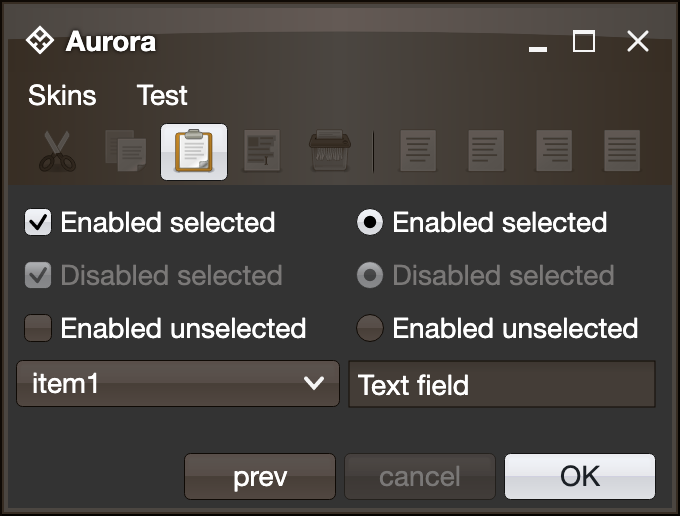 Aurora
Skins Test
Enabled selected Enabled selected
Disabled selected Disabled selected
Enabled unselected Enabled unselected
item1 Text field
prev cancel OK